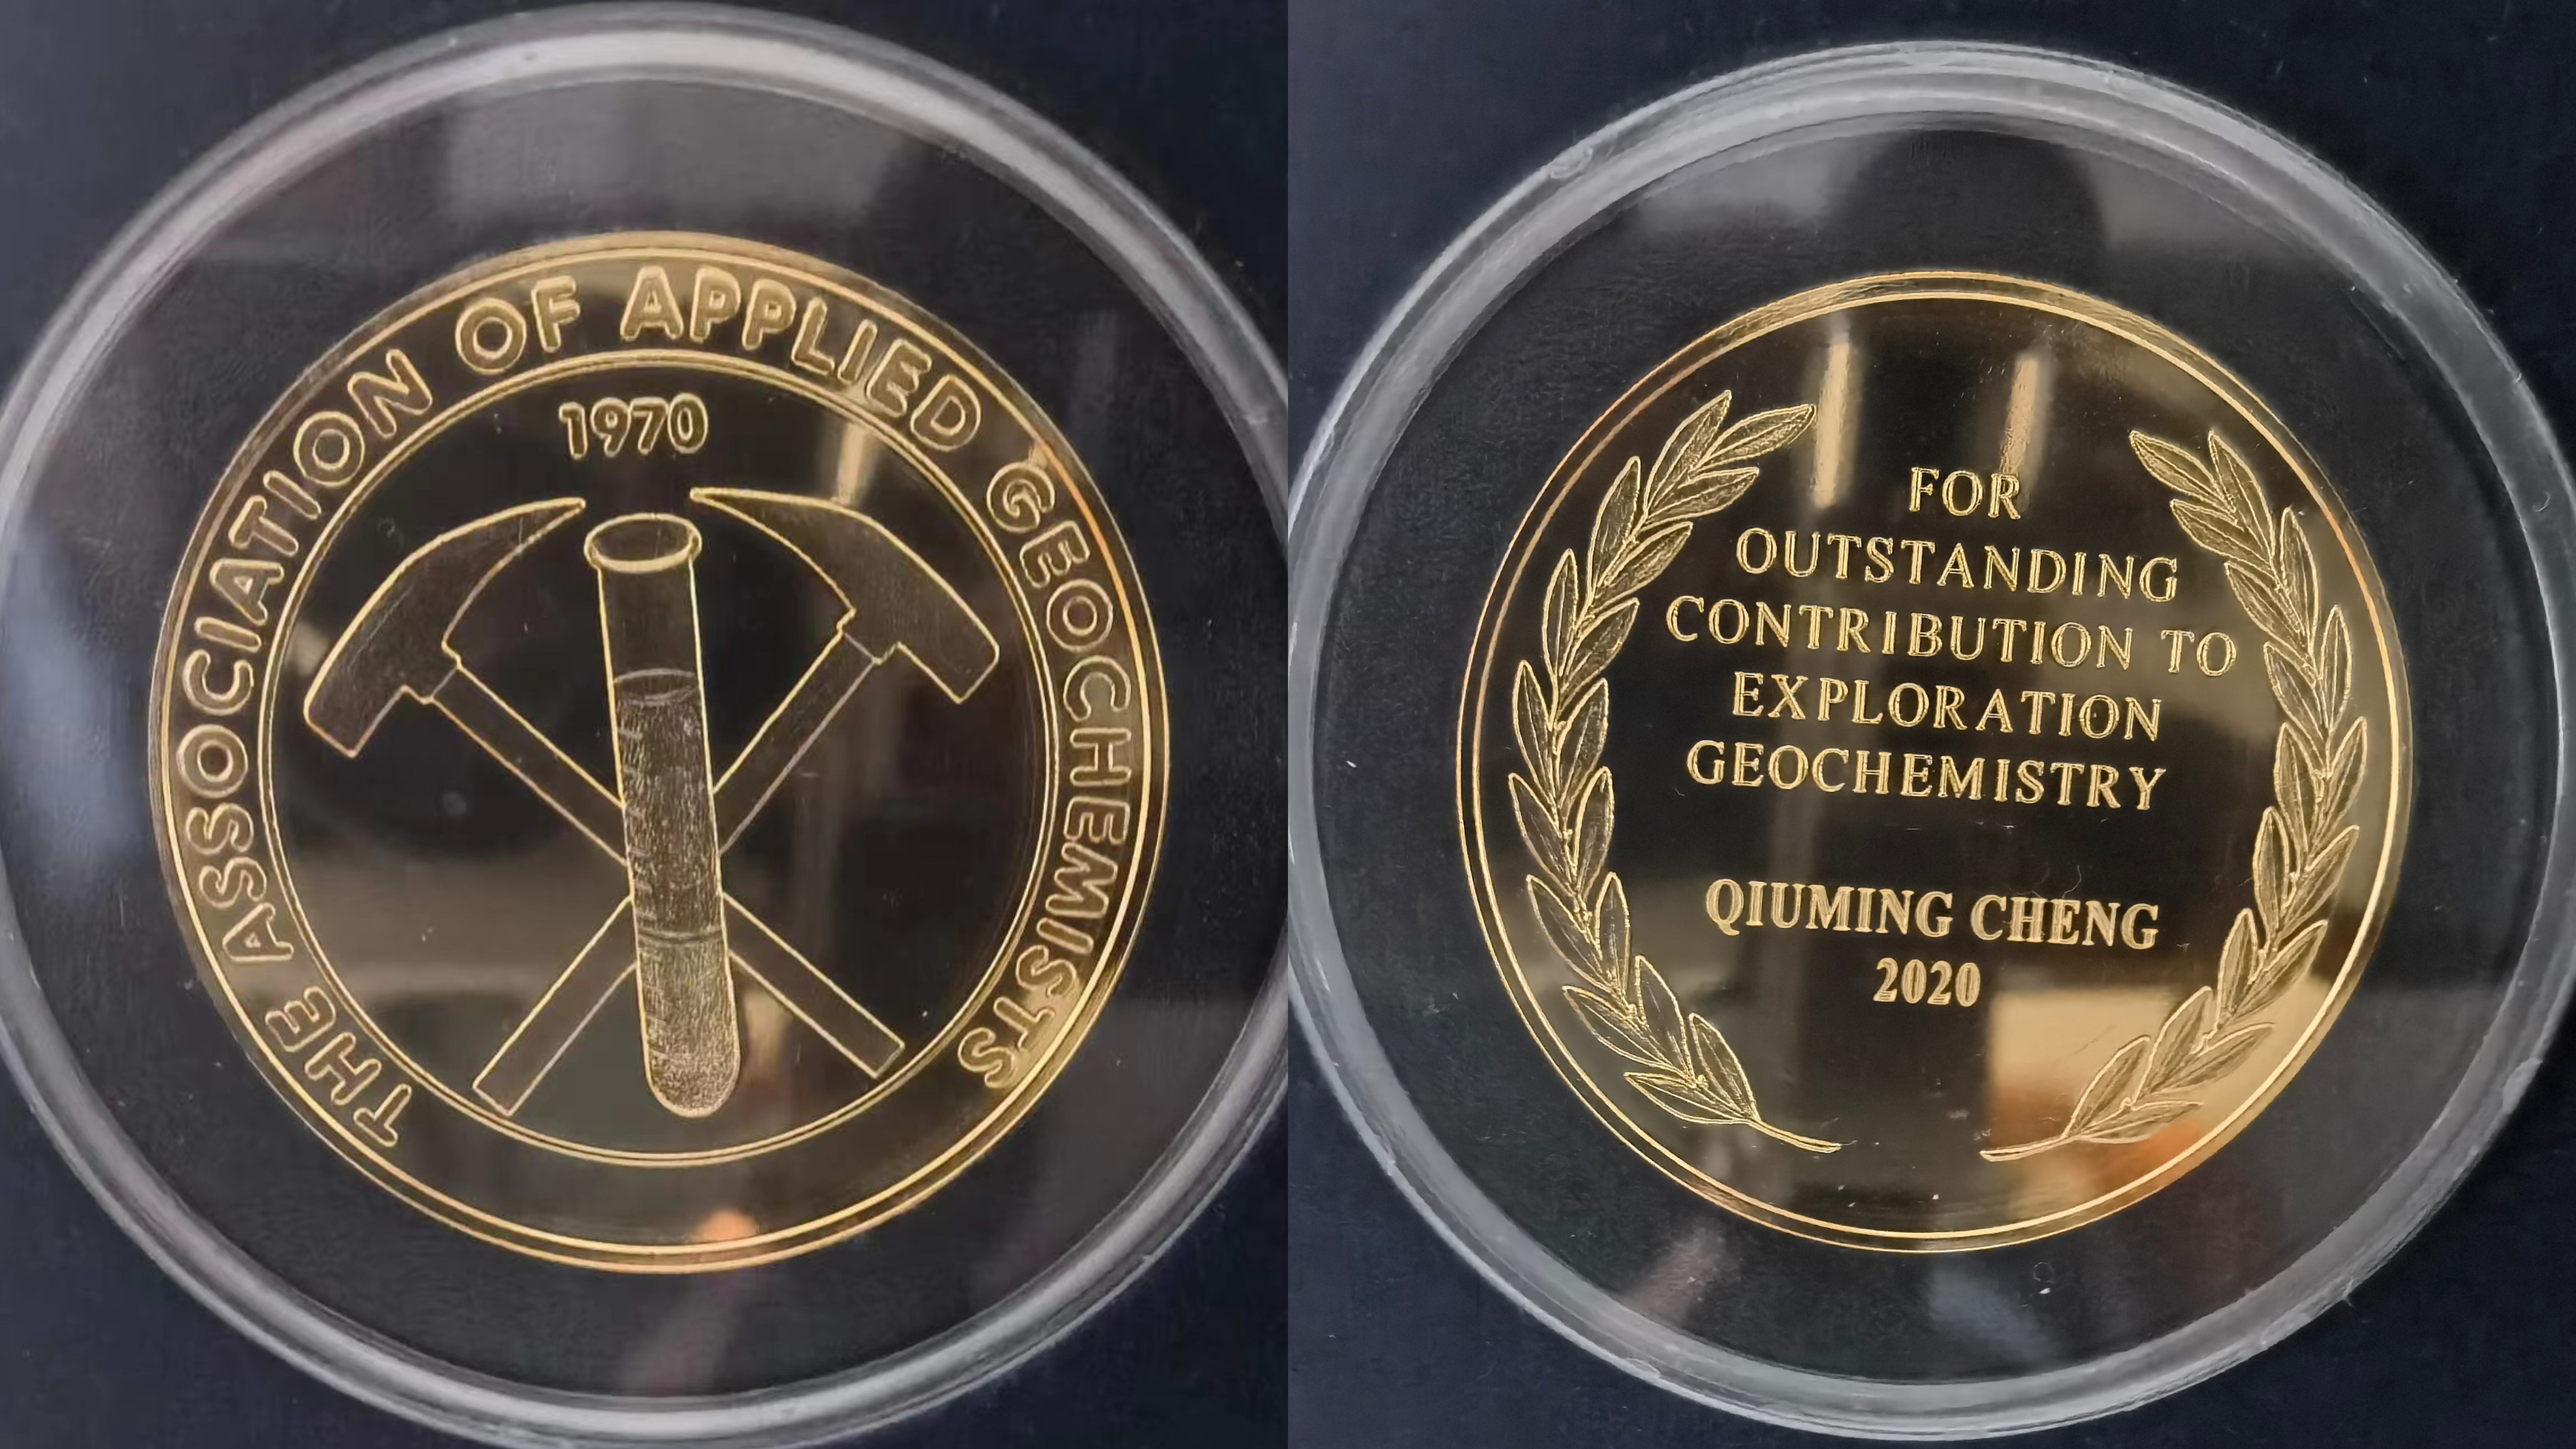 THE ASSOCIATION OF APPLIED GEOCHEMISTS
1970
FOR
OUTSTANDING
CONTRIBUTION TO
EXPLORATION
GEOCHEMISTRY
QIUMING CHENG
2020